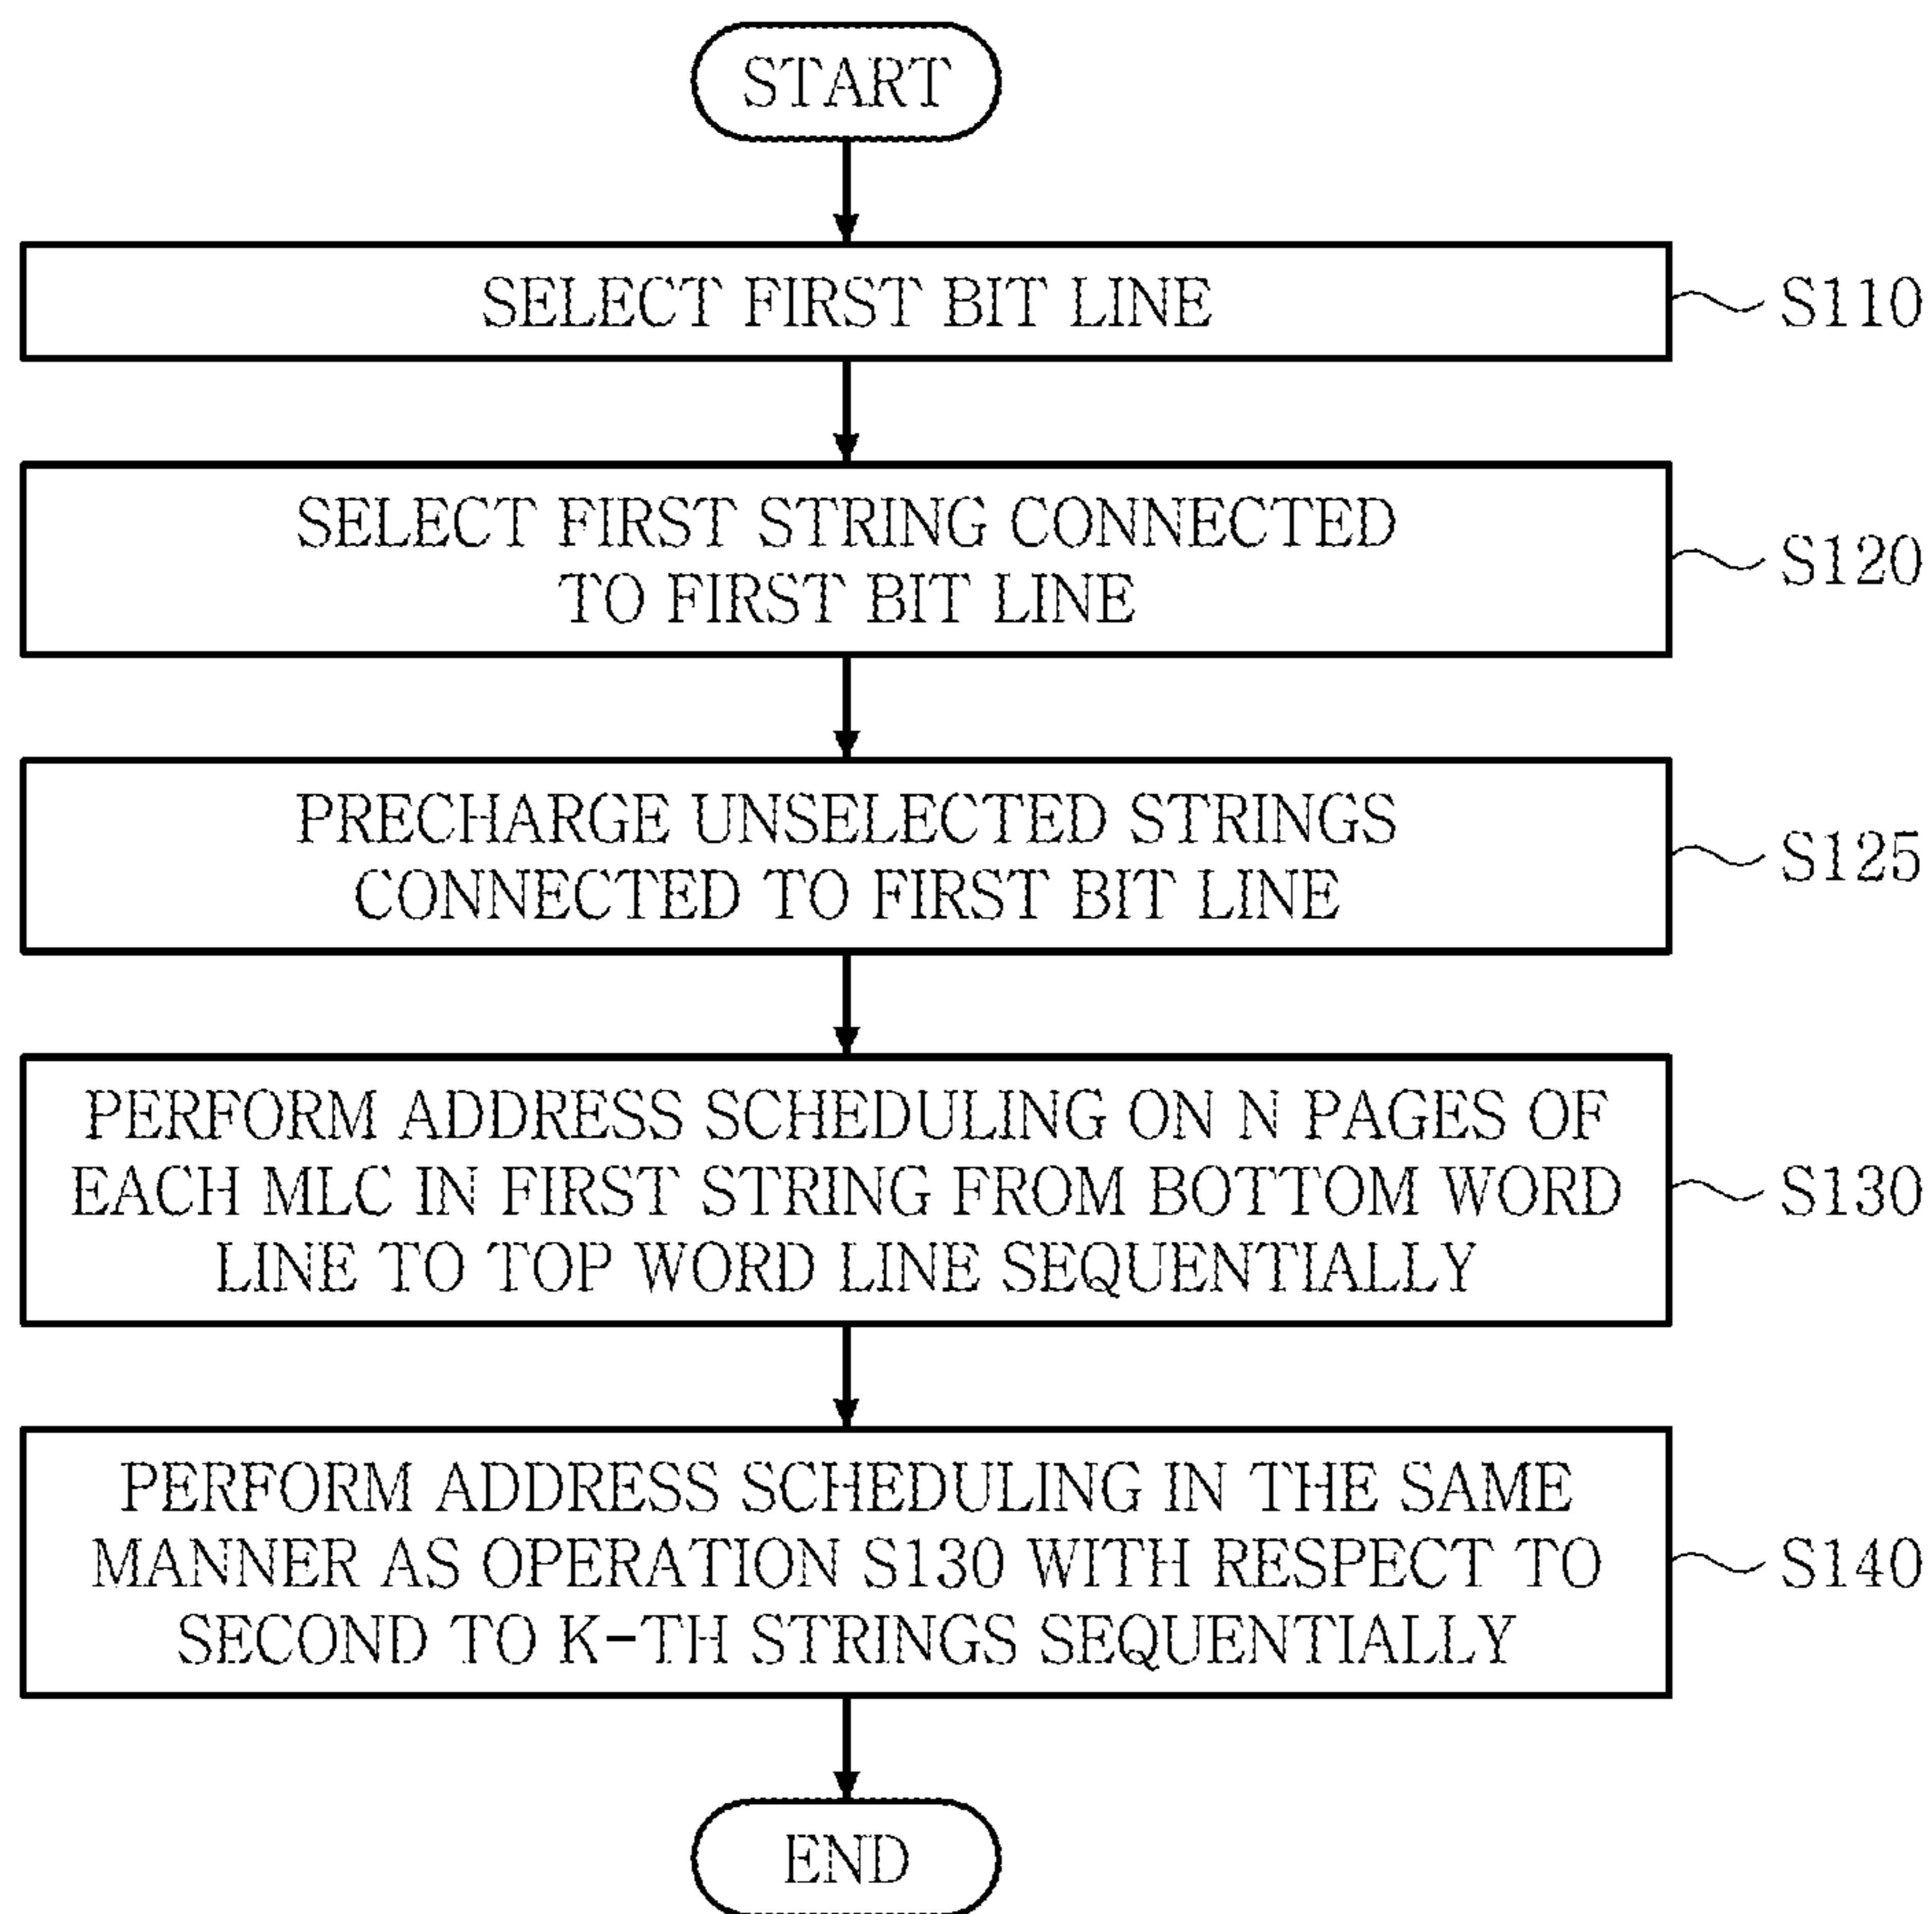 START
SELECT FIRST BIT LINE
S110
SELECT FIRST STRING CONNECTED
TO FIRST BIT LINE
S120
PRECHARGE UNSELECTED STRINGS
CONNECTED TO FIRST BIT LINE
S125
PERFORM ADDRESS SCHEDULING ON N PAGES OF
EACH MLC IN FIRST STRING FROM BOTTOM WORD
LINE TO TOP WORD LINE SEQUENTIALLY
S130
PERFORM ADDRESS SCHEDULING IN THE SAME
MANNER AS OPERATION S130 WITH RESPECT TO
SECOND TO K-TH STRINGS SEQUENTIALLY
S140
END